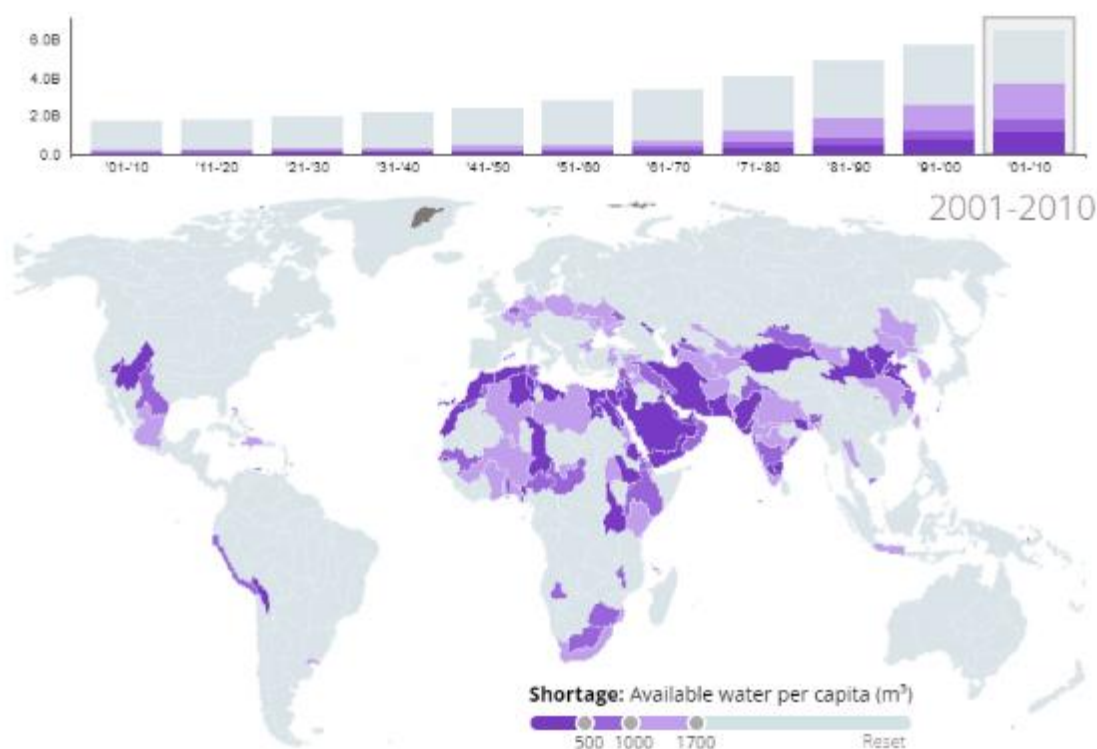 6.0B
4.0B
2.0B
0.0
'01-'10 '11-'20 '21-'30 '31-'40 '41-'50 '51-'60 '61-'70 '71-'80 '81-'90 '91-'00 '01-'10
2001-2010
Shortage: Available water per capita (m³)
500 1000 1700 Reset